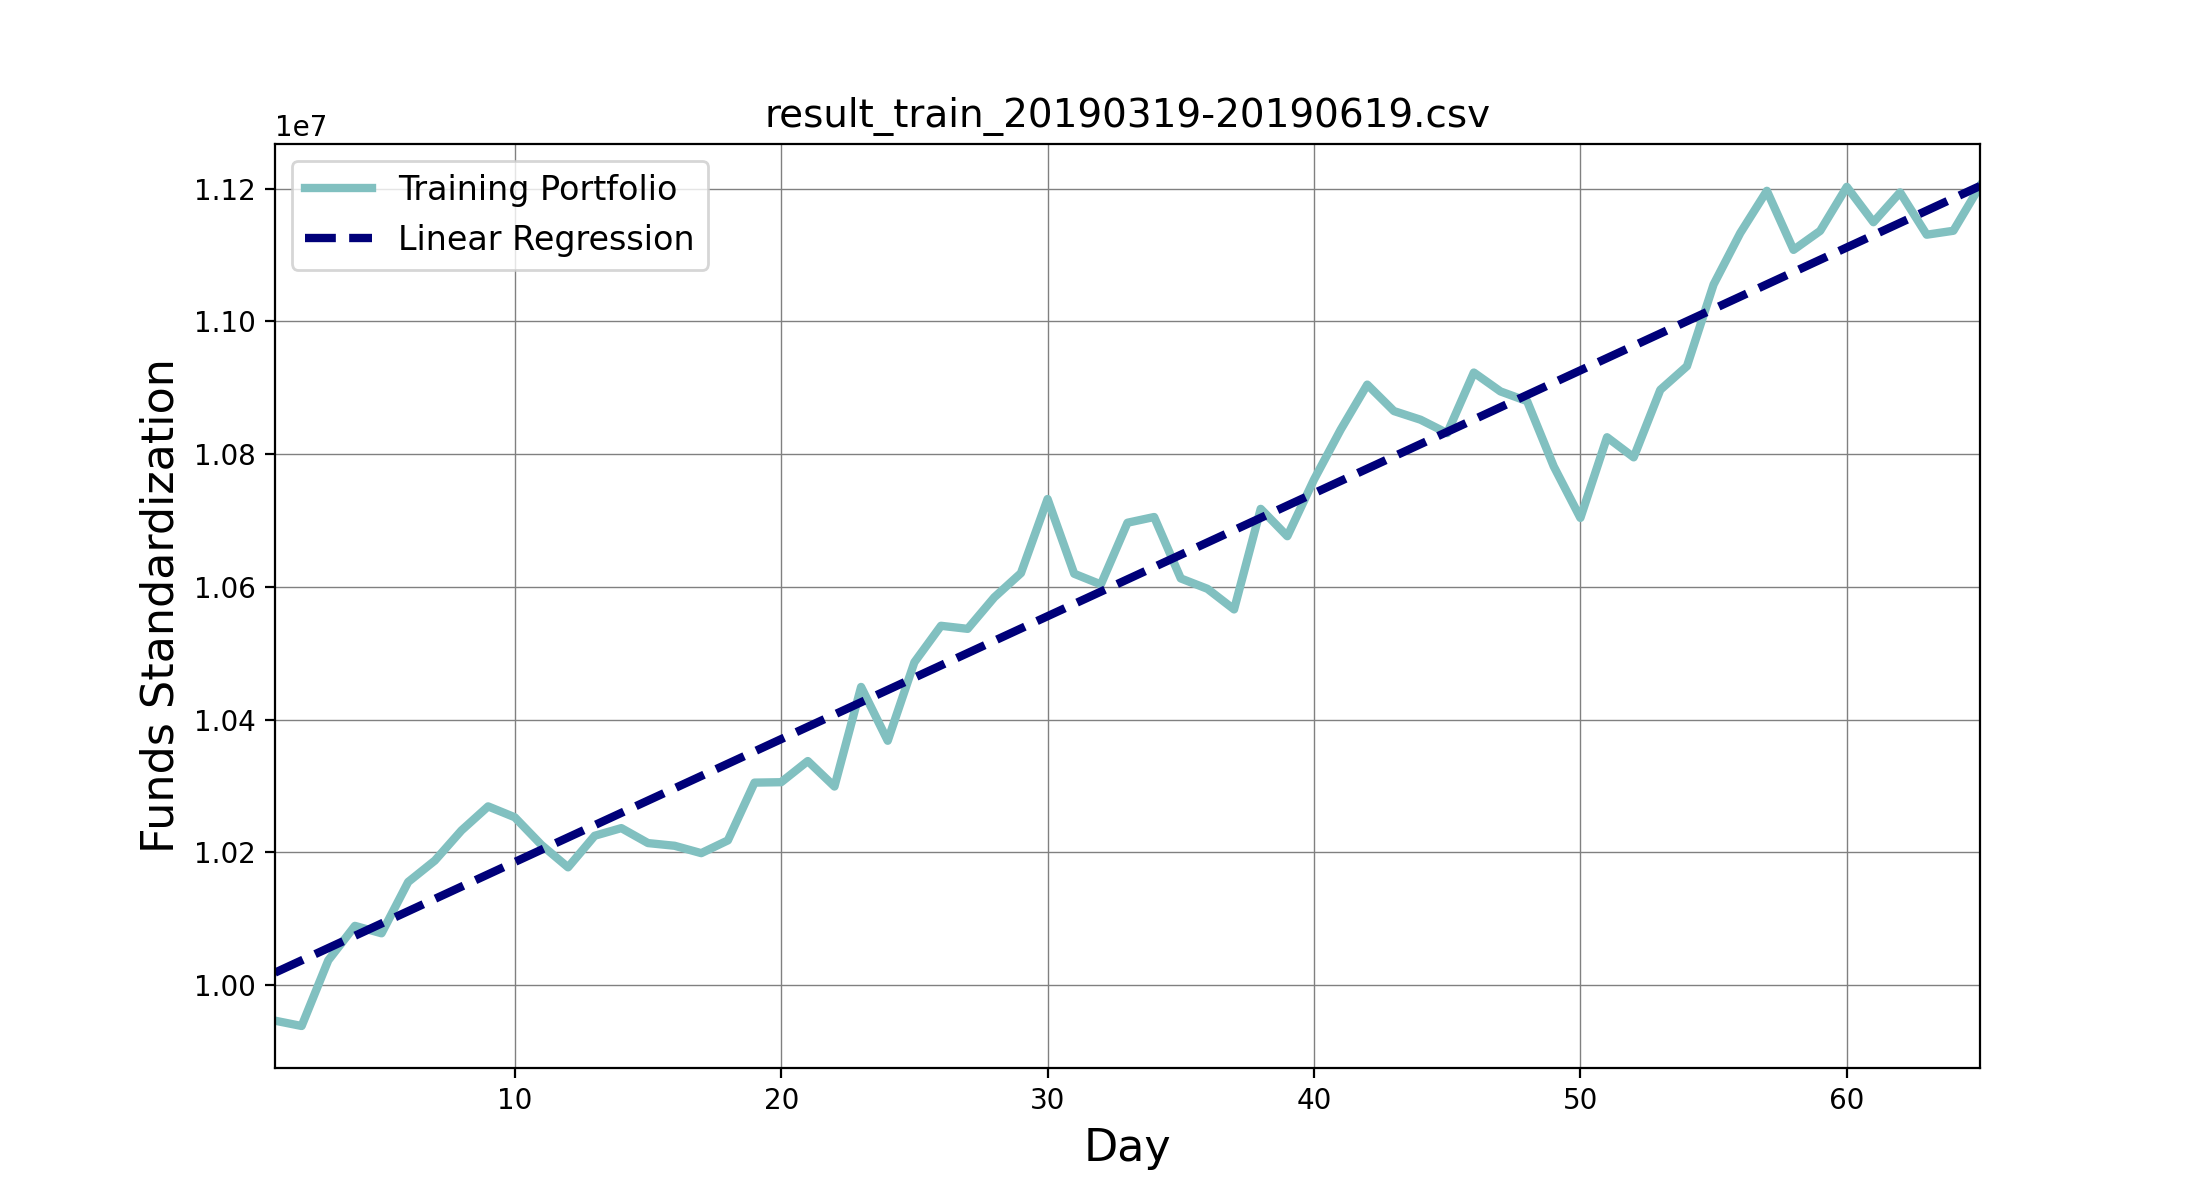 result_train_20190319-20190619.csv
1e7
Training Portfolio
Linear Regression
1.12
1.10
1.08
1.06
1.04
1.02
1.00
Funds Standardization
10 20 30 40 50 60
Day